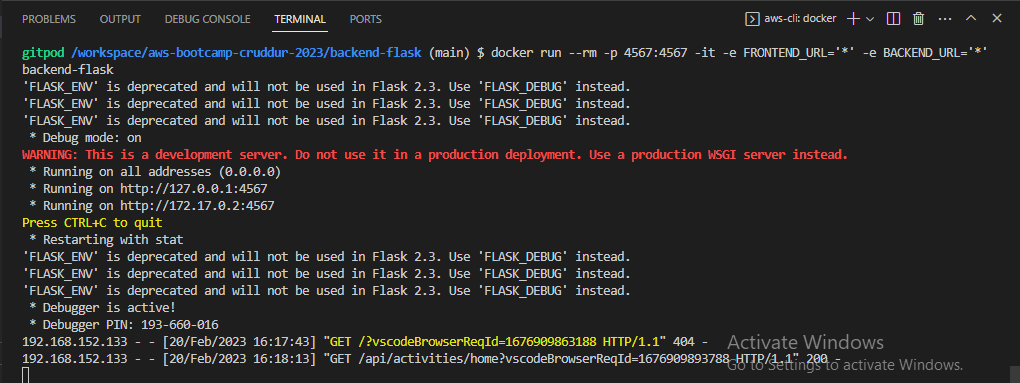 PROBLEMS OUTPUT DEBUG CONSOLE TERMINAL PORTS aws-cli: docker
gitpod /workspace/aws-bootcamp-cruddur-2023/backend-flask (main) $ docker run --rm -p 4567:4567 -it -e FRONTEND_URL='*' -e BACKEND_URL='*'
backend-flask
'FLASK_ENV' is deprecated and will not be used in Flask 2.3. Use 'FLASK_DEBUG' instead.
'FLASK_ENV' is deprecated and will not be used in Flask 2.3. Use 'FLASK_DEBUG' instead.
'FLASK_ENV' is deprecated and will not be used in Flask 2.3. Use 'FLASK_DEBUG' instead.
* Debug mode: on
WARNING: This is a development server. Do not use it in a production deployment. Use a production WSGI server instead.
* Running on all addresses (0.0.0.0)
* Running on http://127.0.0.1:4567
* Running on http://172.17.0.2:4567
Press CTRL+C to quit
* Restarting with stat
'FLASK_ENV' is deprecated and will not be used in Flask 2.3. Use 'FLASK_DEBUG' instead.
'FLASK_ENV' is deprecated and will not be used in Flask 2.3. Use 'FLASK_DEBUG' instead.
'FLASK_ENV' is deprecated and will not be used in Flask 2.3. Use 'FLASK_DEBUG' instead.
* Debugger is active!
* Debugger PIN: 193-660-016
192.168.152.133 - - [20/Feb/2023 16:17:43] "GET /?vscodeBrowserReqId=1676909863188 HTTP/1.1" 404 -
192.168.152.133 - - [20/Feb/2023 16:18:13] "GET /api/activities/home?vscodeBrowserReqId=1676909893788 HTTP/1.1" 200 -
Activate Windows
Go to Settings to activate Windows.